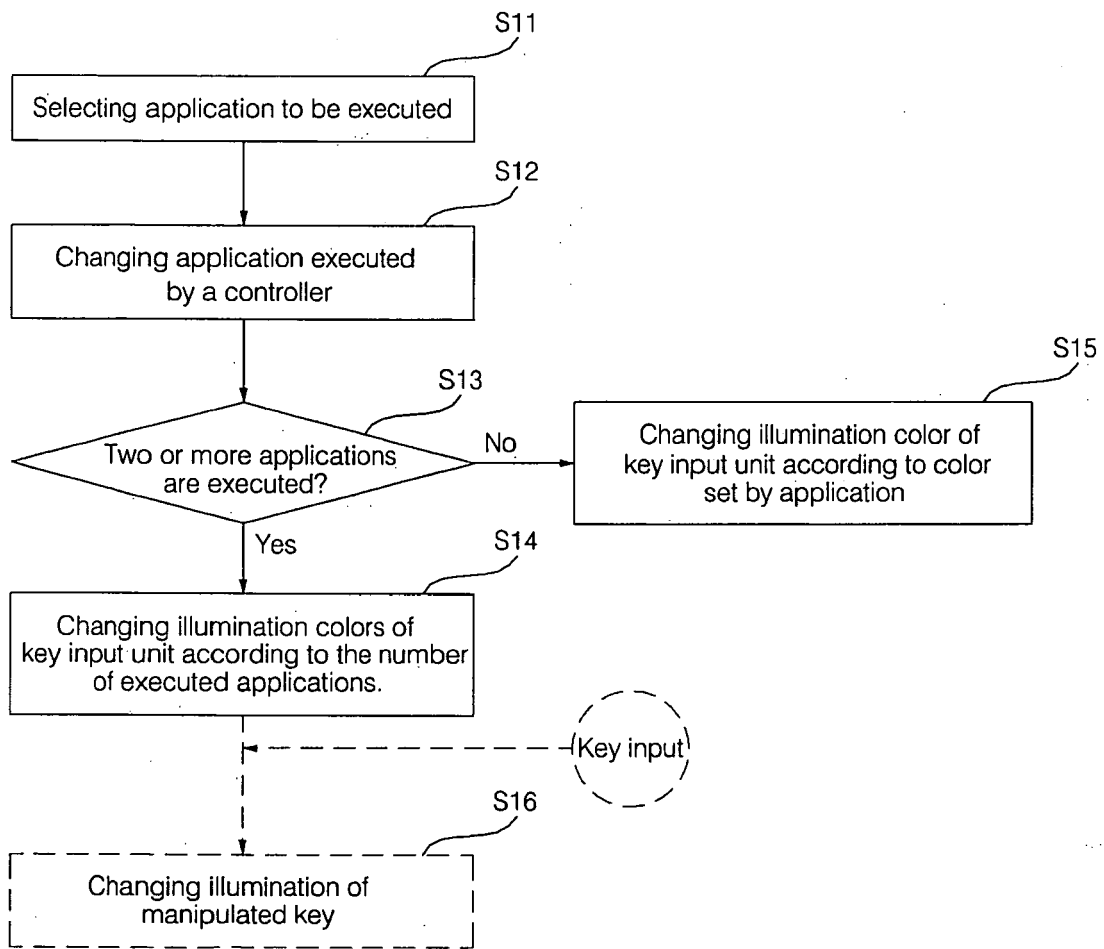 S11
Selecting application to be executed
S12
Changing application executed
by a controller
S13
Two or more applications
are executed?
No
S15
Changing illumination color of
key input unit according to color
set by application
Yes
S14
Changing illumination colors of
key input unit according to the number
of executed applications.
Key input
S16
Changing illumination of
manipulated key